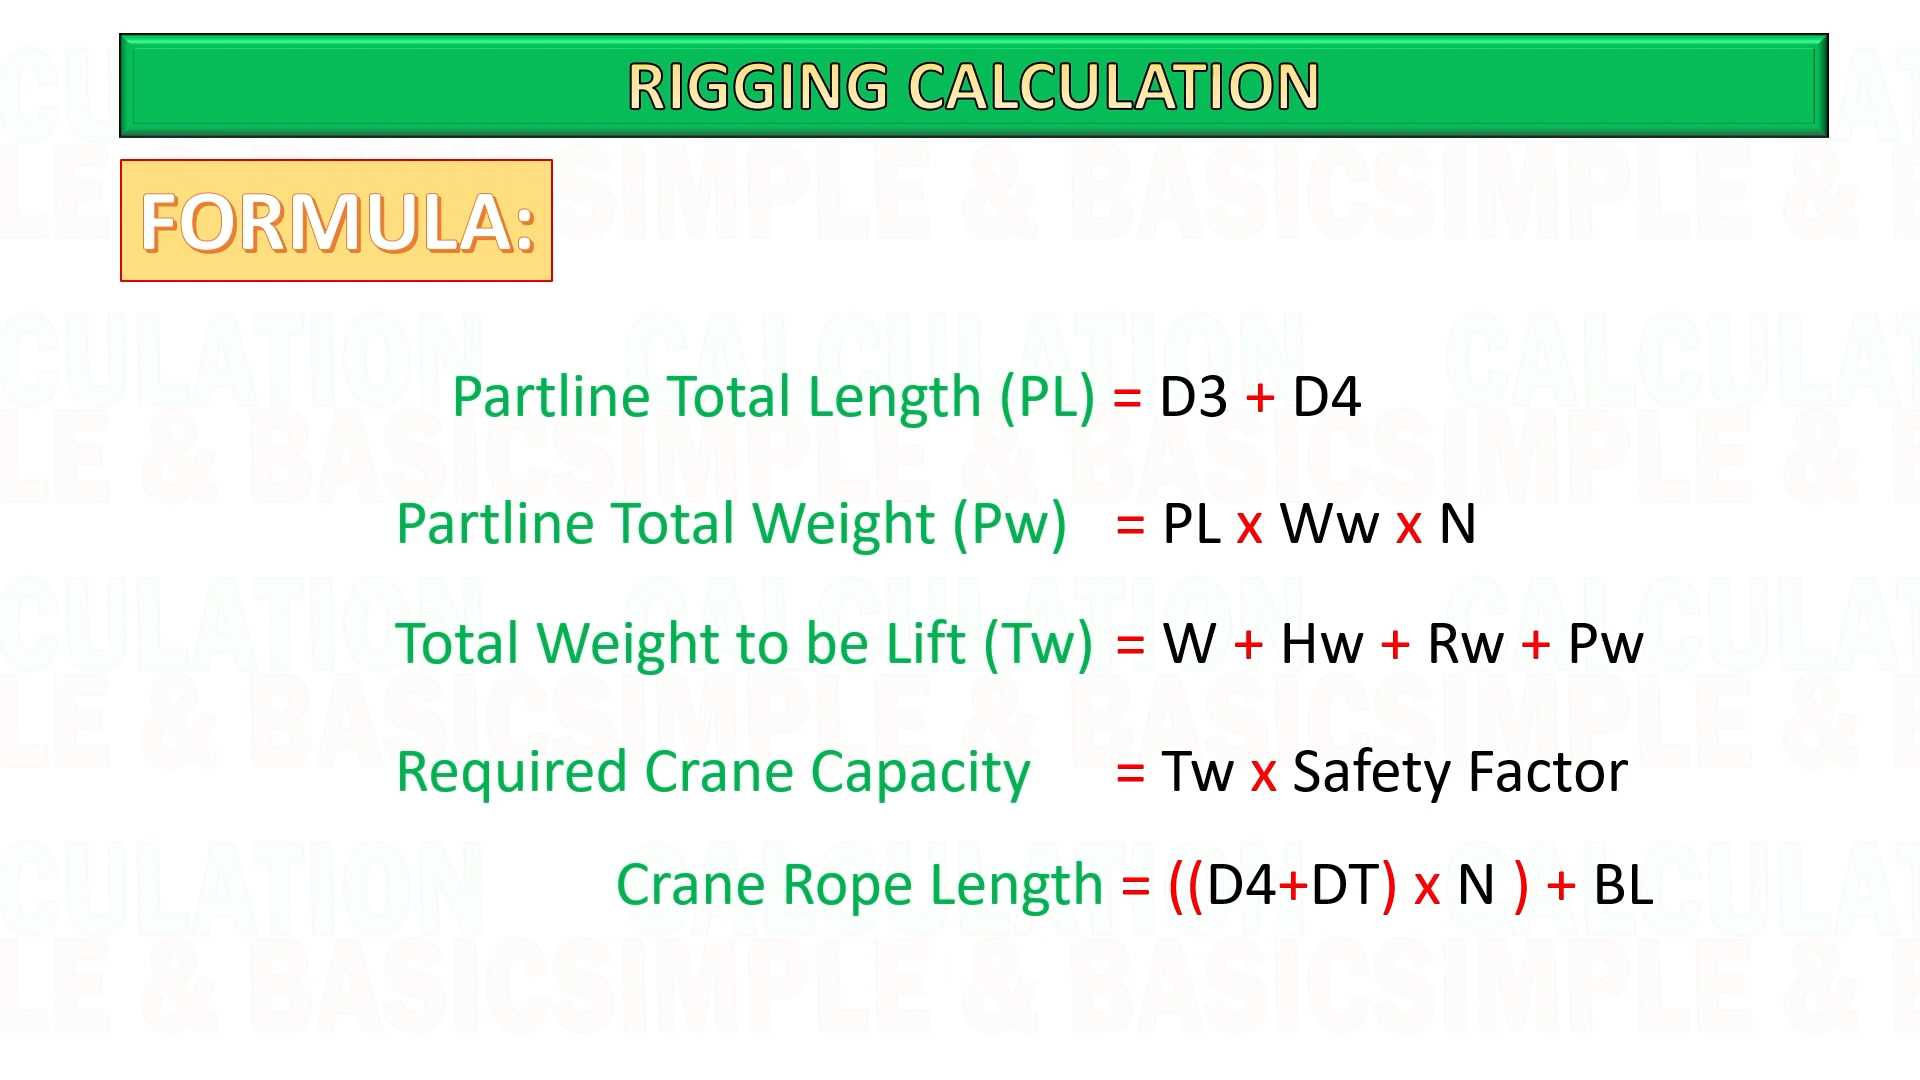 RIGGING CALCULATION
FORMULA:
Partline Total Length (PL) = D3 + D4
Partline Total Weight (Pw) = PL x Ww x N
Total Weight to be Lift (Tw) = W + Hw + Rw + Pw
Required Crane Capacity = Tw x Safety Factor
Crane Rope Length = ((D4+DT) x N ) + BL